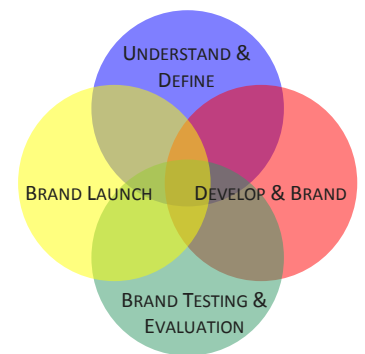 UNDERSTAND &
DEFINE
BRAND LAUNCH
DEVELOP & BRAND
BRAND TESTING &
EVALUATION